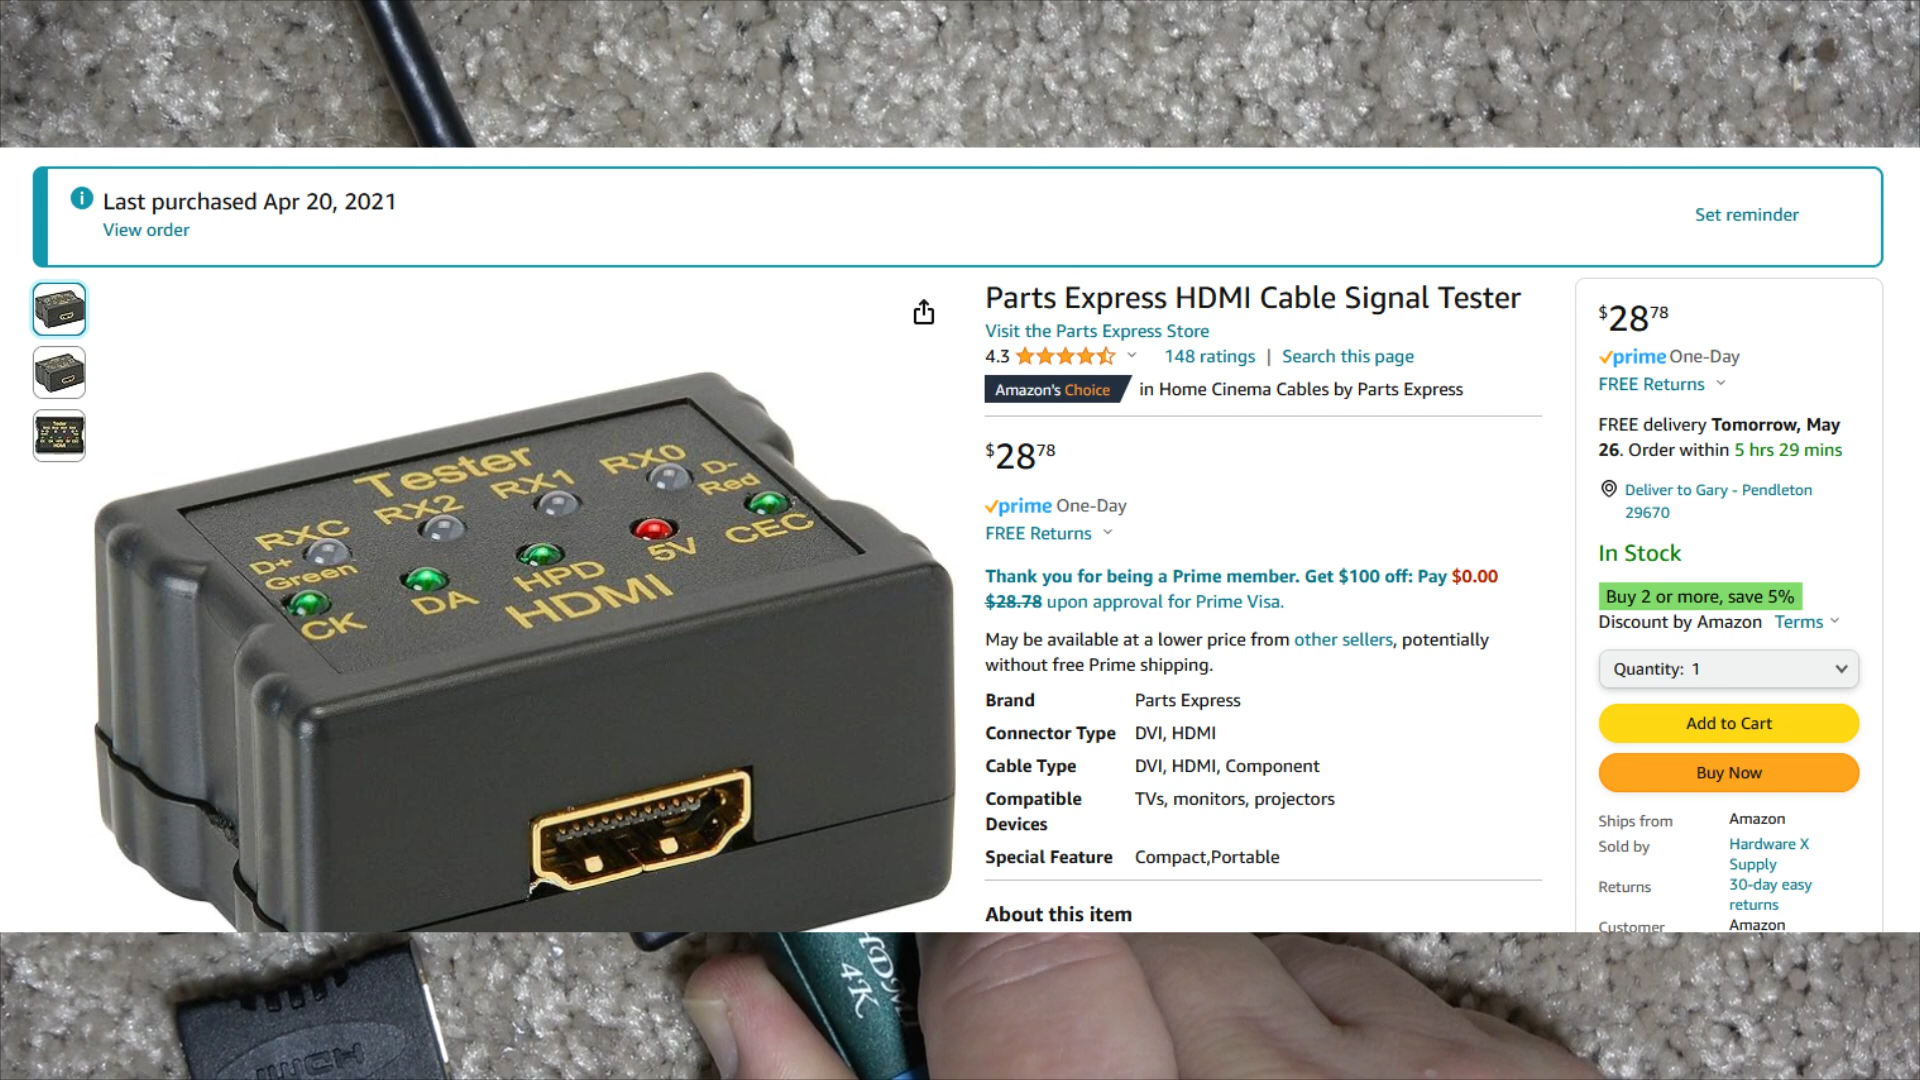 Last purchased Apr 20, 2021
View order
Set reminder
Tester
RXC
RX2
RX1
RX0
D+
Green
D-
Red
CK
DA
HPD
5V
CEC
HDMI
Parts Express HDMI Cable Signal Tester
Visit the Parts Express Store
4.3
148 ratings | Search this page
Amazon's Choice in Home Cinema Cables by Parts Express
$28 78
prime One-Day
FREE Returns
Thank you for being a Prime member. Get $100 off: Pay $0.00
$28.78 upon approval for Prime Visa.
May be available at a lower price from other sellers, potentially
without free Prime shipping.
Brand Parts Express
Connector Type DVI, HDMI
Cable Type DVI, HDMI, Component
Compatible TVs, monitors, projectors
Devices
Special Feature Compact,Portable
About this item
$28 78
prime One-Day
FREE Returns
FREE delivery Tomorrow, May
26. Order within 5 hrs 29 mins
Deliver to Gary - Pendleton
29670
In Stock
Buy 2 or more, save 5%
Discount by Amazon Terms
Quantity: 1
Add to Cart
Buy Now
Ships from Amazon
Sold by Hardware X
Supply
Returns 30-day easy
returns
Customer Amazon
HDMI
4K
HDMI